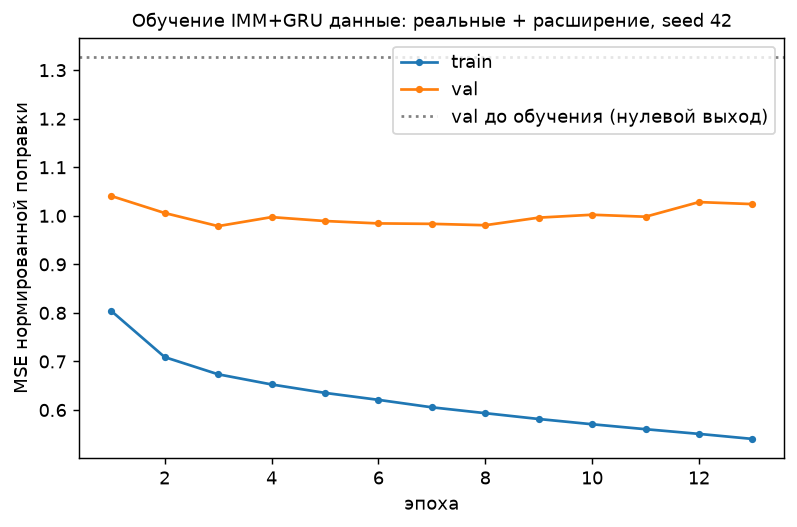 Обучение IMM+GRU данные: реальные + расширение, seed 42
MSE нормированной поправки
1.3
1.2
1.1
1.0
0.9
0.8
0.7
0.6
train
val
val до обучения (нулевой выход)
2
4
6
8
10
12
эпоха